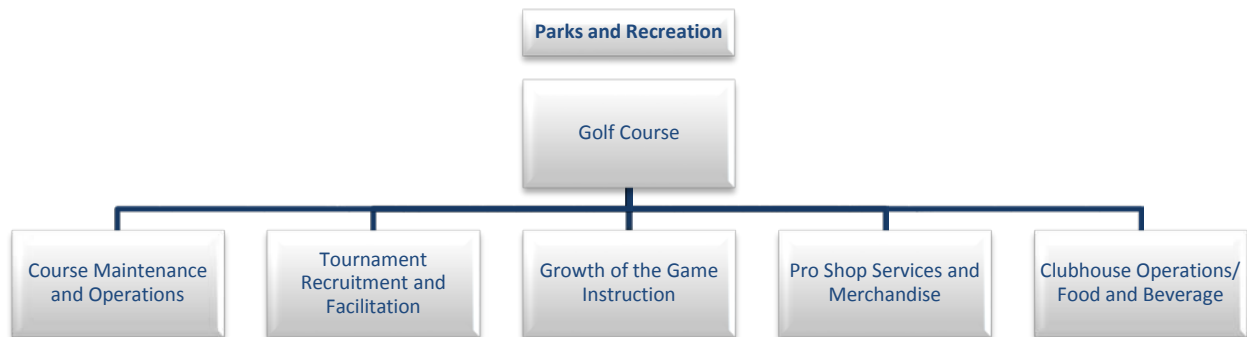 Parks and Recreation
Golf Course
Course Maintenance
and Operations
Tournament
Recruitment and
Facilitation
Growth of the Game
Instruction
Pro Shop Services and
Merchandise
Clubhouse Operations/
Food and Beverage